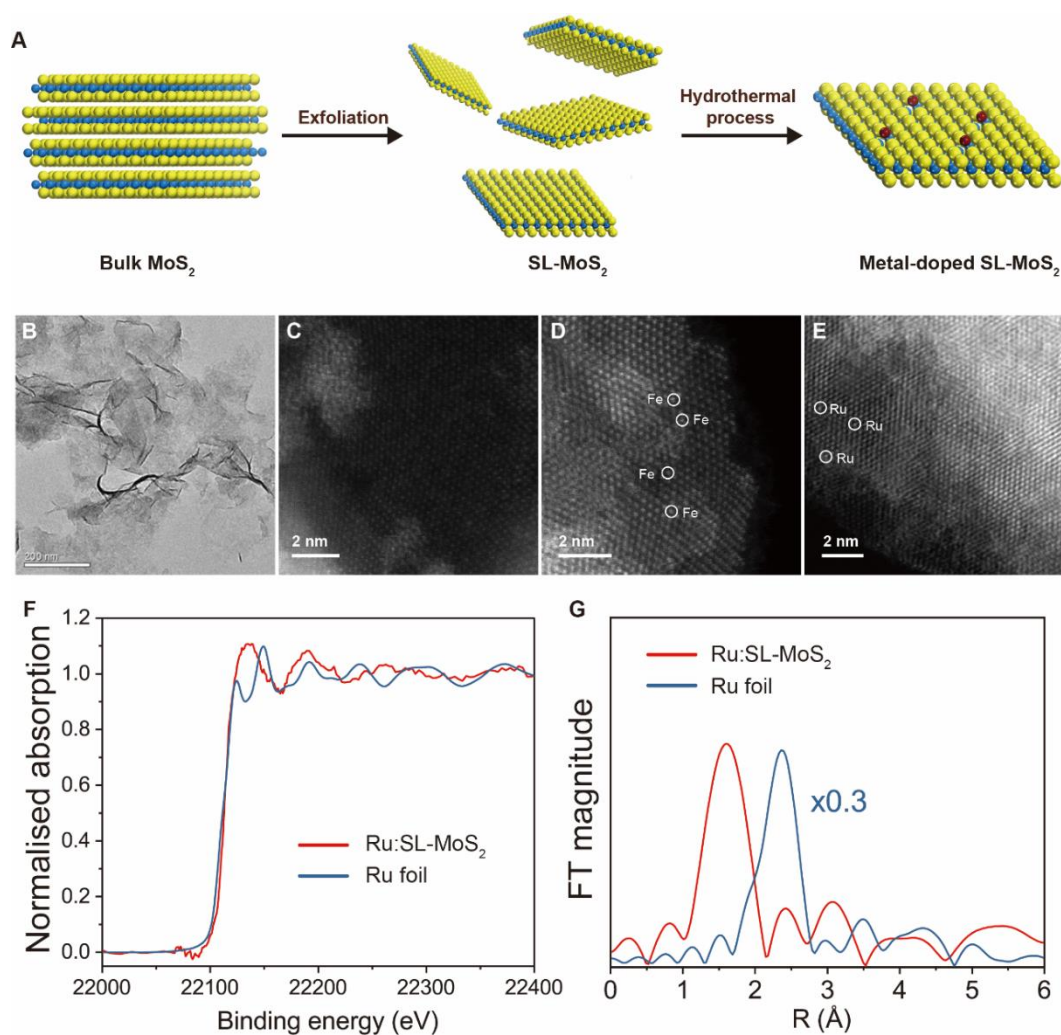 A
Exfoliation
Hydrothermal
process
Bulk MoS₂
SL-MoS₂
Metal-doped SL-MoS₂
B
200 nm
C
2 nm
D
Fe
Fe
Fe
Fe
2 nm
E
Ru
Ru
Ru
2 nm
F
Normalised absorption
1.2
1.0
0.8
0.6
0.4
0.2
0.0
Ru:SL-MoS₂
Ru foil
22000 22100 22200 22300 22400
Binding energy (eV)
G
FT magnitude
Ru:SL-MoS₂
Ru foil
x0.3
0 1 2 3 4 5 6
R (Å)